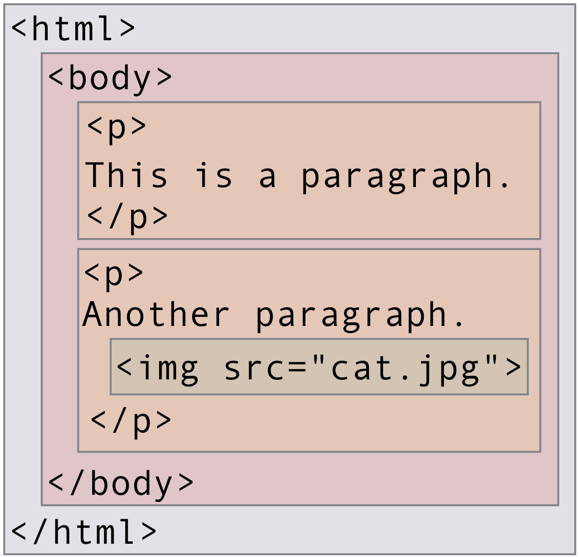 <html>
<body>
<p>
This is a paragraph.
</p>
<p>
Another paragraph.
<img src="cat.jpg">
</p>
</body>
</html>